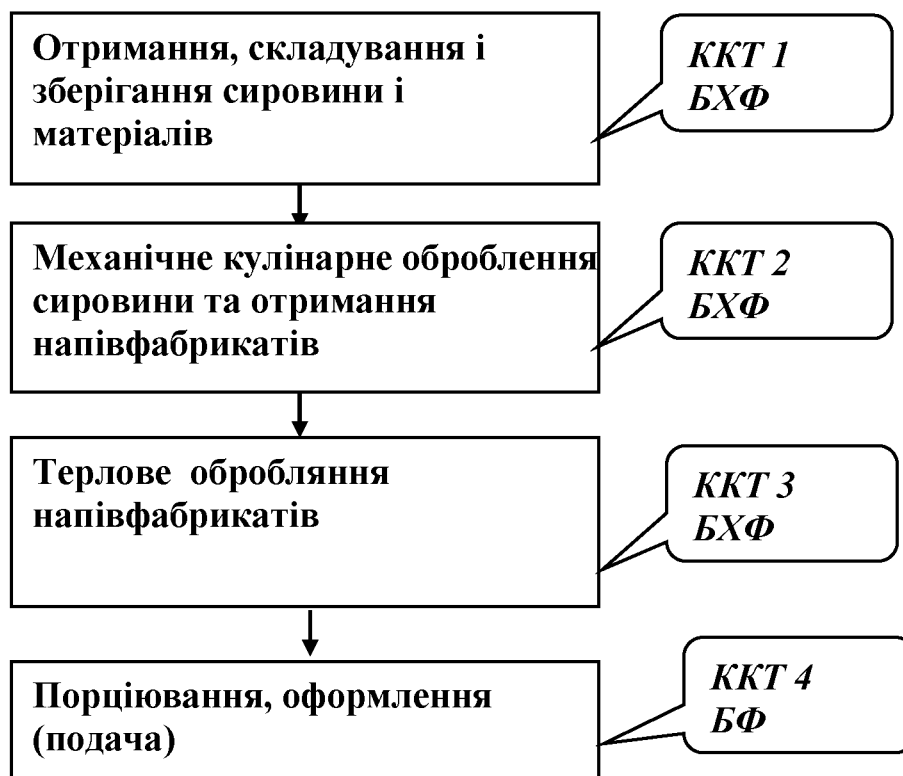 Отримання, складування і
зберігання сировини і
матеріалів
ККТ 1
БХФ
Механічне кулінарне оброблення
сировини та отримання
напівфабрикатів
ККТ 2
БХФ
Терлове обробляння
напівфабрикатів
ККТ 3
БХФ
Порціювання, оформлення
(подача)
ККТ 4
БФ